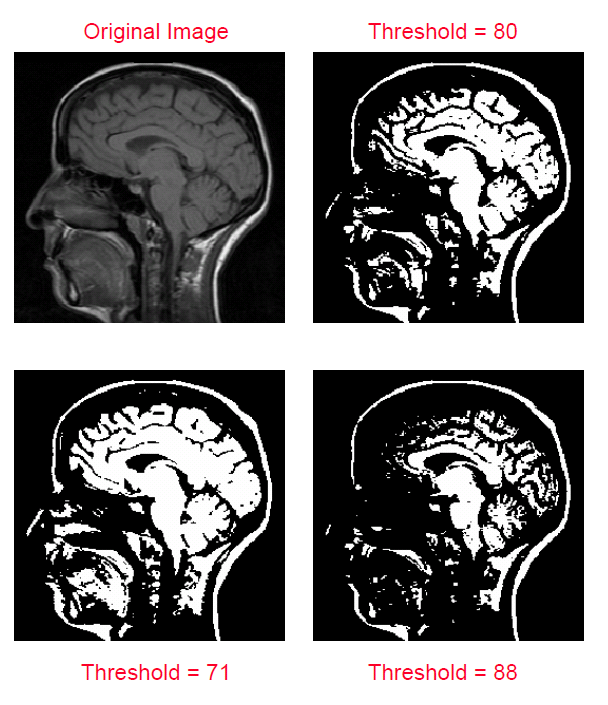 Original Image
Threshold = 80
Threshold = 71
Threshold = 88